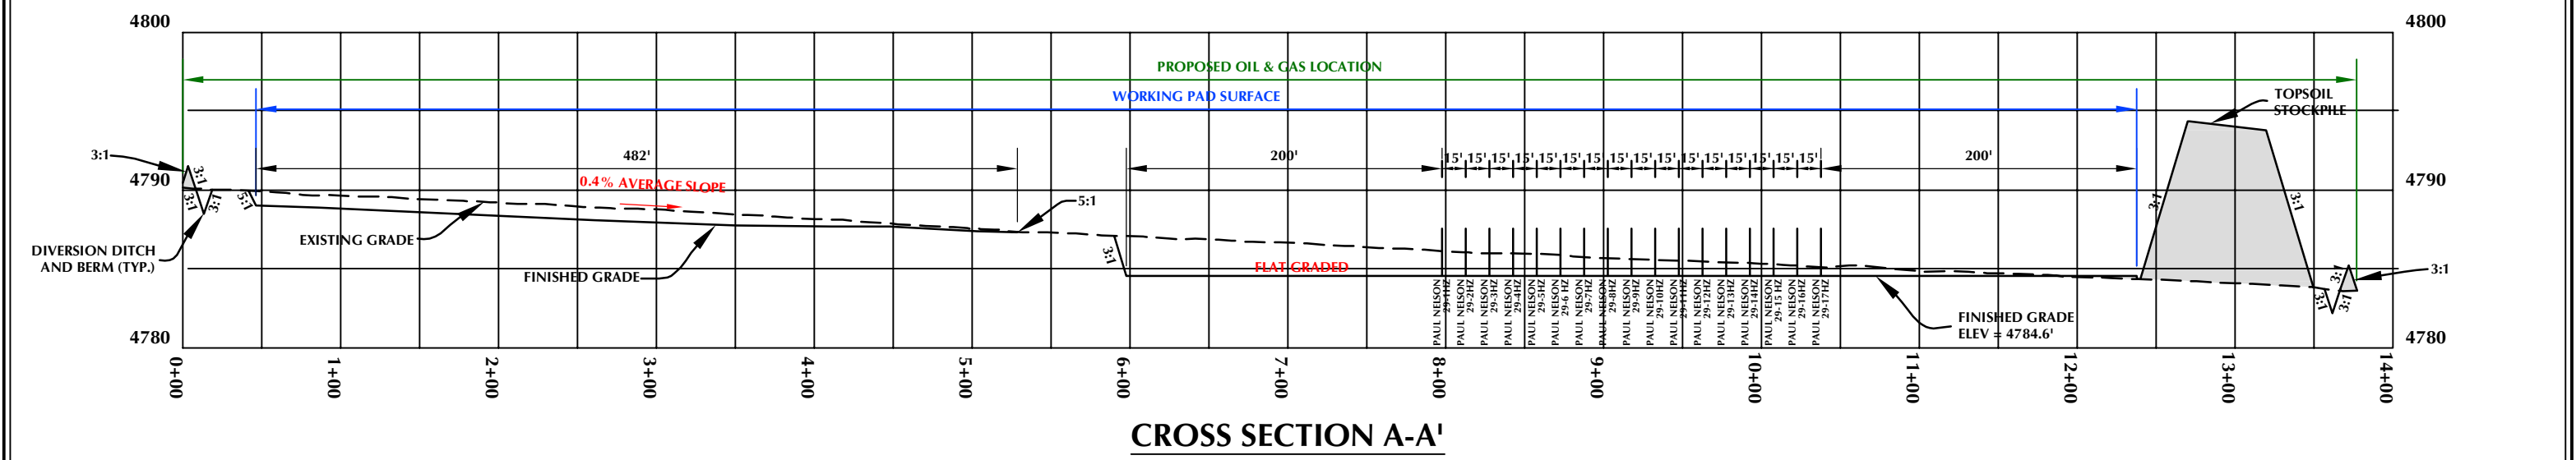 4800
4800
PROPOSED OIL & GAS LOCATION
WORKING PAD SURFACE
TOPSOIL
STOCKPILE
3:1
482'
200'
15' 15' 15' 15' 15' 15' 15' 15' 15' 15' 15' 15' 15' 15' 15' 15'
200'
4790
4790
3:1
3:1
3:1
5:1
0.4% AVERAGE SLOPE
5:1
3:1
3:1
EXISTING GRADE
DIVERSION DITCH
AND BERM (TYP.)
FINISHED GRADE
3:1
FLAT GRADED
3:1
3:1
3:1
3:1
PAUL NELSON
29-1HZ
PAUL NELSON
29-2HZ
PAUL NELSON
29-3HZ
PAUL NELSON
29-4HZ
PAUL NELSON
29-5HZ
PAUL NELSON
29-6 HZ
PAUL NELSON
29-7HZ
PAUL NELSON
29-8HZ
PAUL NELSON
29-9HZ
PAUL NELSON
29-10HZ
PAUL NELSON
29-11HZ
PAUL NELSON
29-12HZ
PAUL NELSON
29-13HZ
PAUL NELSON
29-14HZ
PAUL NELSON
29-15 HZ
PAUL NELSON
29-16HZ
PAUL NELSON
29-17HZ
FINISHED GRADE
ELEV = 4784.6'
4780
4780
0+00
1+00
2+00
3+00
4+00
5+00
6+00
7+00
8+00
9+00
10+00
11+00
12+00
13+00
14+00
CROSS SECTION A-A'